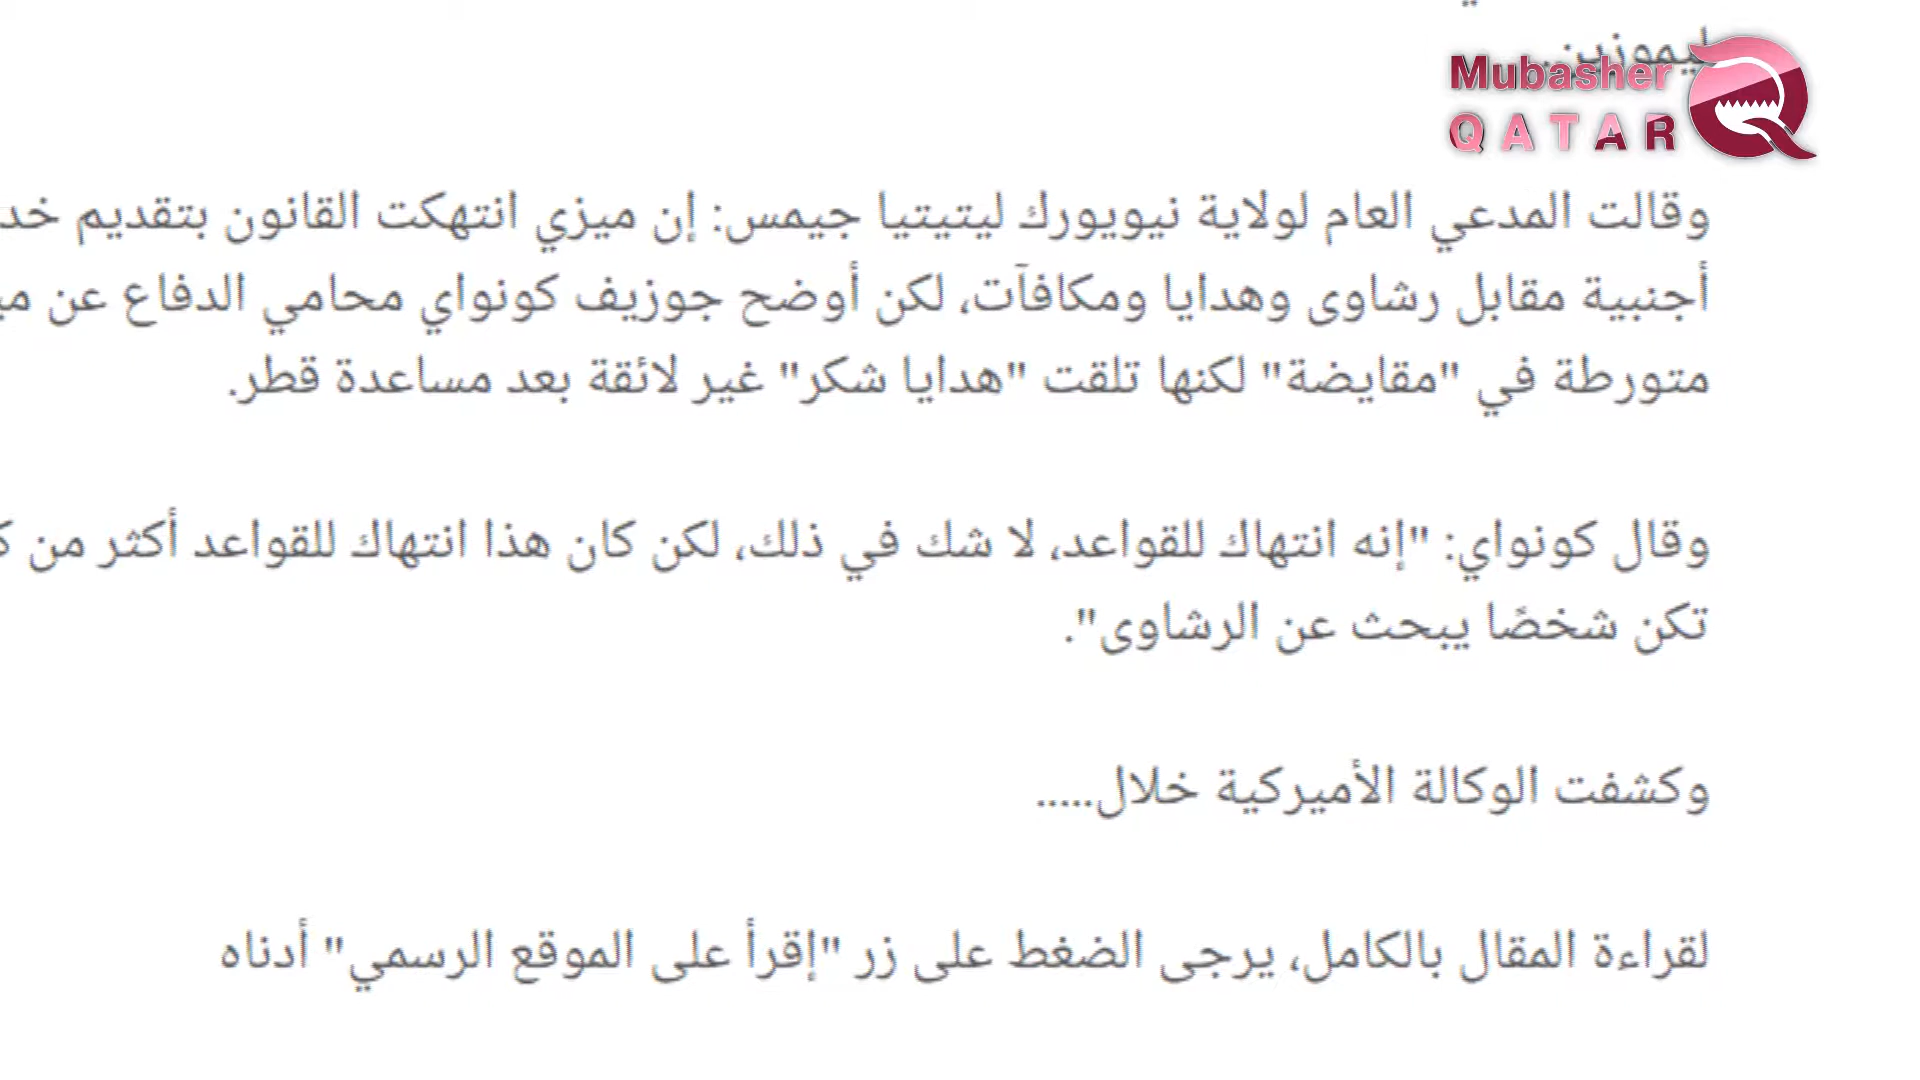 ليموزين.
Mubasher
QATAR
وقالت المدعي العام لولاية نيويورك ليتيتيا جيمس: إن ميزي انتهكت القانون بتقديم
أجنبية مقابل رشاوى وهدايا ومكافآت، لكن أوضح جوزيف كونواي محامي الدفاع عن
متورطة في "مقايضة" لكنها تلقت "هدايا شكر" غير لائقة بعد مساعدة قطر.
وقال كونواي: "إنه انتهاك للقواعد، لا شك في ذلك، لكن كان هذا انتهاك للقواعد أكثر من
تكن شخصًا يبحث عن الرشاوى".
وكشفت الوكالة الأميركية خلال.....
لقراءة المقال بالكامل، يرجى الضغط على زر "إقرأ على الموقع الرسمي" أدناه